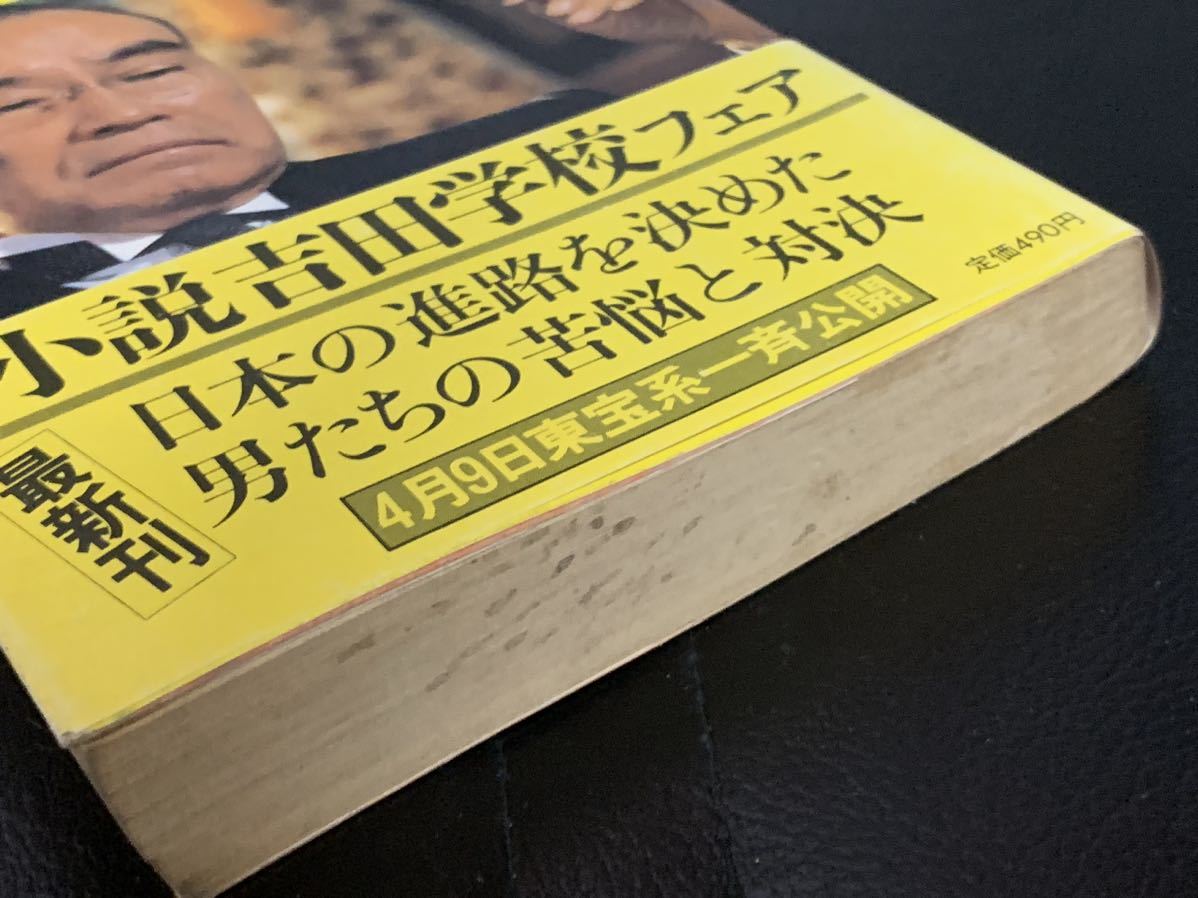 小説吉田学校フェア
日本の進路を決めた
男たちの苦悩と対決
4月9日東宝系一斉公開
最新刊
定価490円